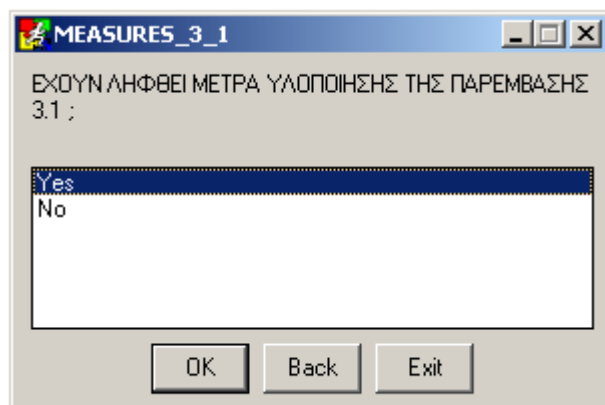 MEASURES_3_1
ΕΧΟΥΝ ΛΗΦΘΕΙ ΜΕΤΡΑ ΥΛΟΠΟΙΗΣΗΣ ΤΗΣ ΠΑΡΕΜΒΑΣΗΣ
3.1 ;
Yes
No
OK Back Exit